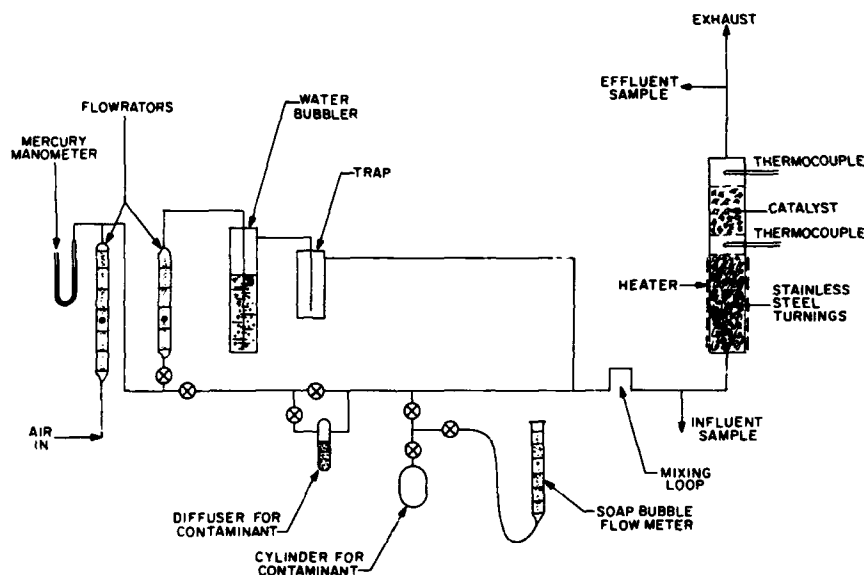 EXHAUST
EFFLUENT
SAMPLE
FLOWRATORS
WATER
BUBBLER
MERCURY
MANOMETER
TRAP
THERMOCOUPLE
CATALYST
THERMOCOUPLE
HEATER
STAINLESS
STEEL
TURNINGS
AIR
IN
INFLUENT
SAMPLE
MIXING
LOOP
DIFFUSER FOR
CONTAMINANT
SOAP BUBBLE
FLOW METER
CYLINDER FOR
CONTAMINANT